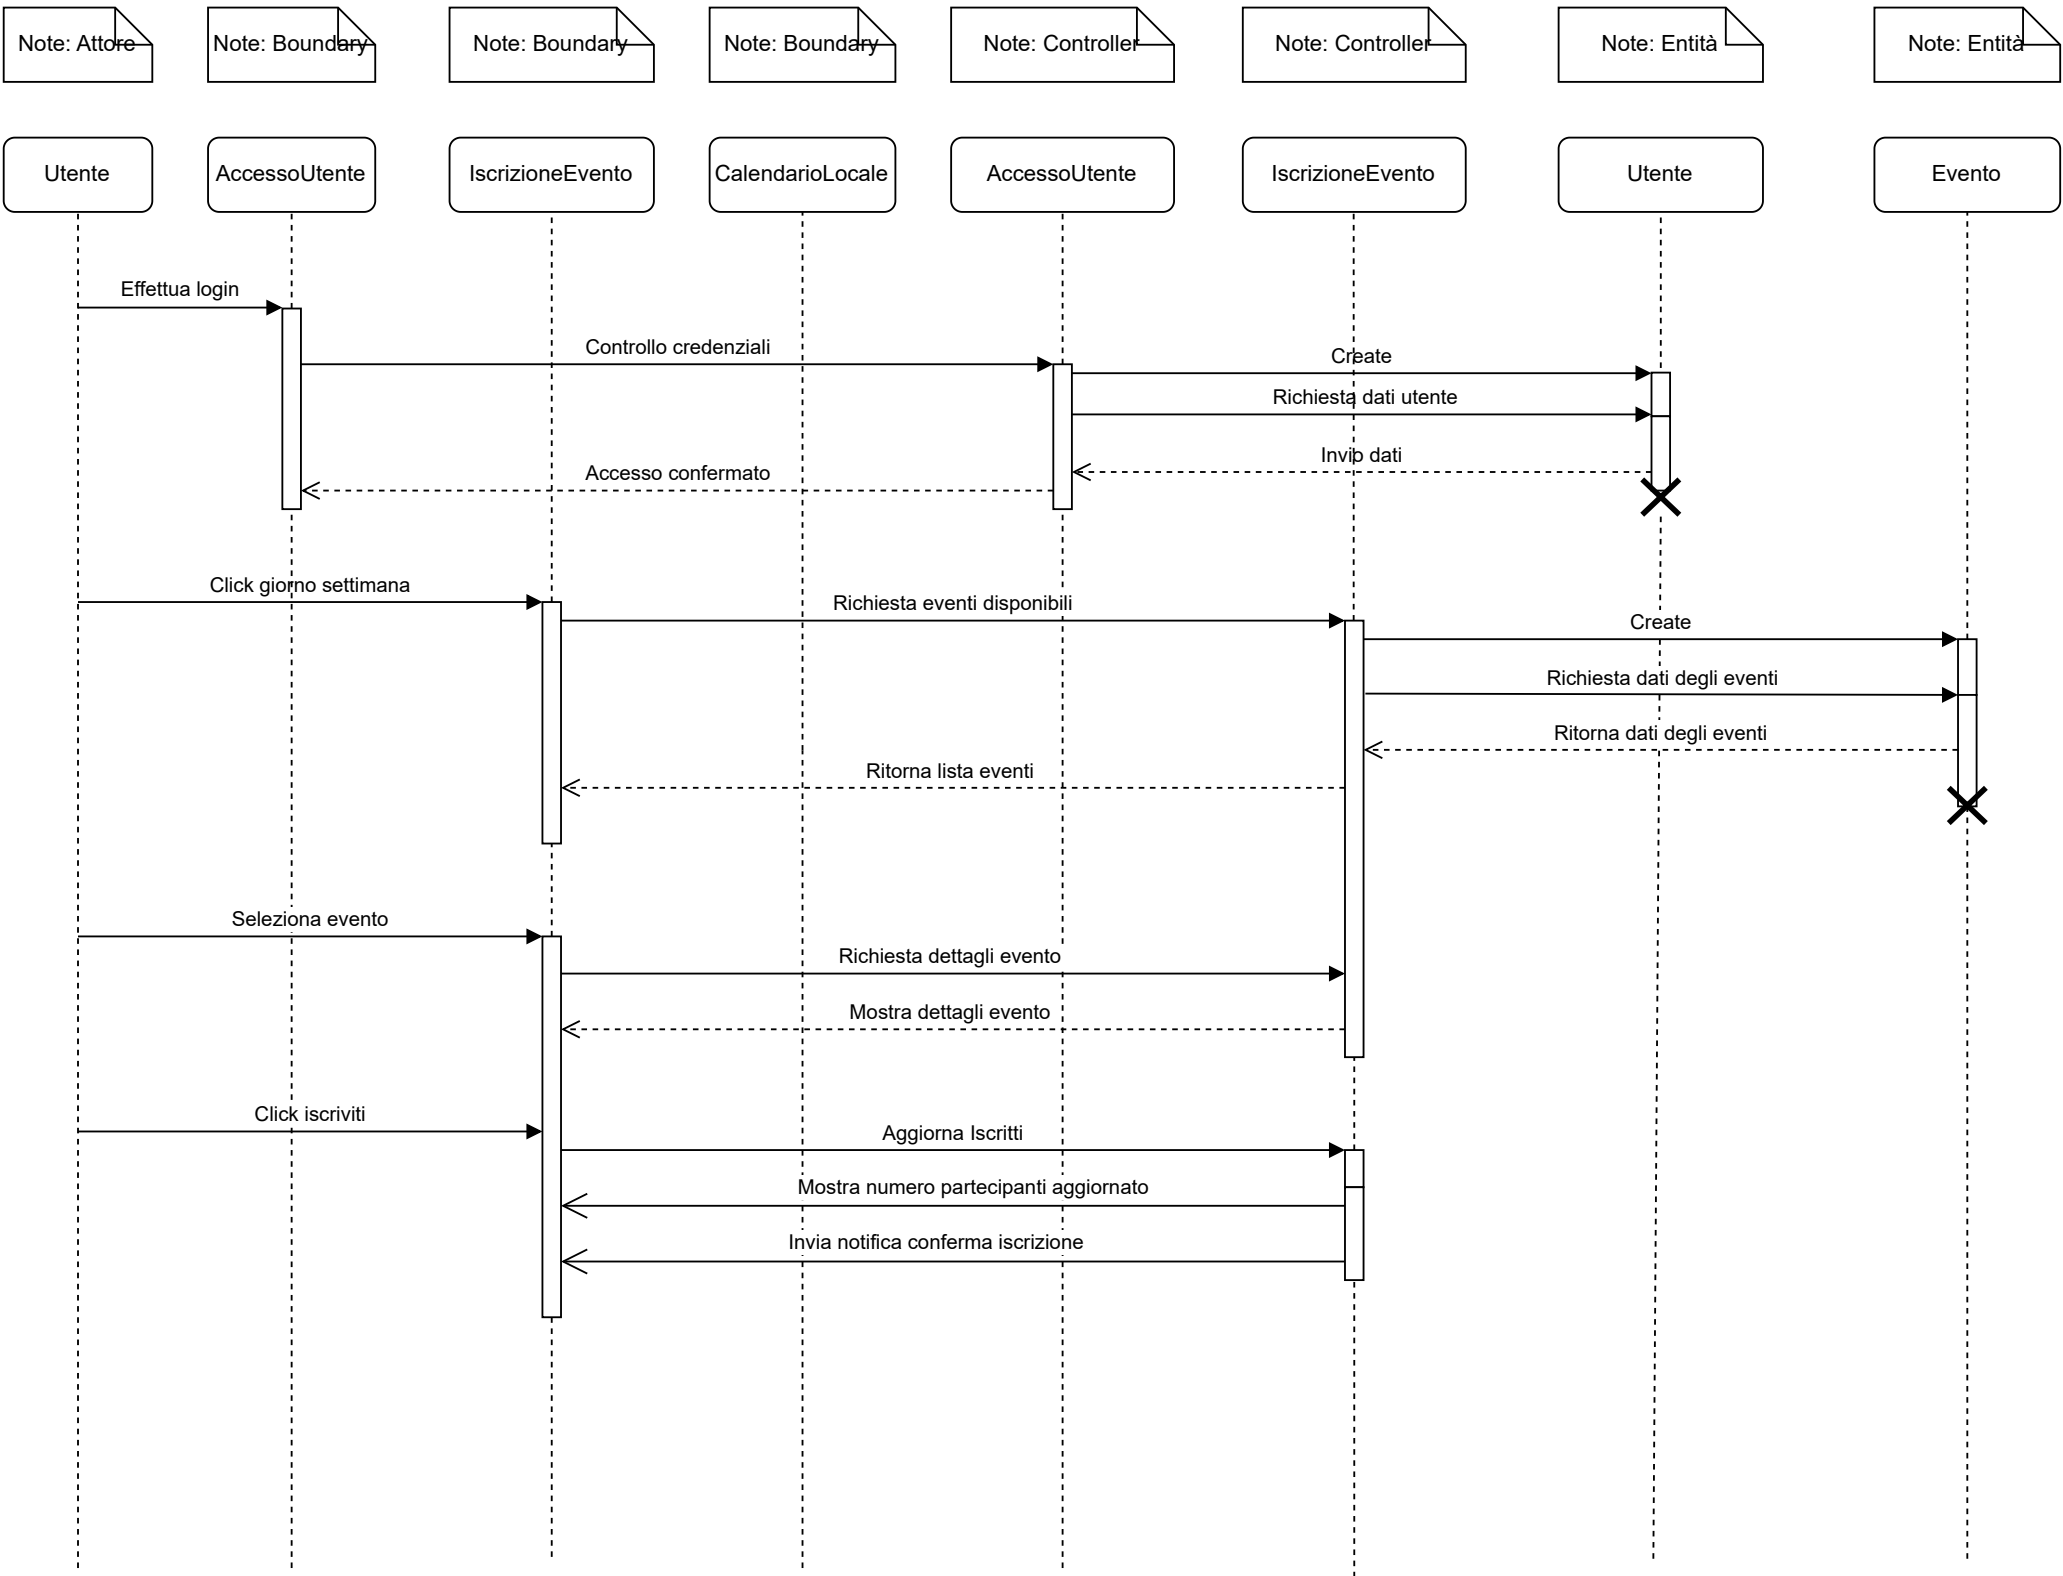 Note: Attore
Note: Boundary
Note: Boundary
Note: Boundary
Note: Controller
Note: Controller
Note: Entità
Note: Entità
Utente
AccessoUtente
IscrizioneEvento
CalendarioLocale
AccessoUtente
IscrizioneEvento
Utente
Evento
Effettua login
Controllo credenziali
Create
Richiesta dati utente
Invio dati
Accesso confermato
Click giorno settimana
Richiesta eventi disponibili
Create
Richiesta dati degli eventi
Ritorna dati degli eventi
Ritorna lista eventi
Seleziona evento
Richiesta dettagli evento
Mostra dettagli evento
Click iscriviti
Aggiorna Iscritti
Mostra numero partecipanti aggiornato
Invia notifica conferma iscrizione